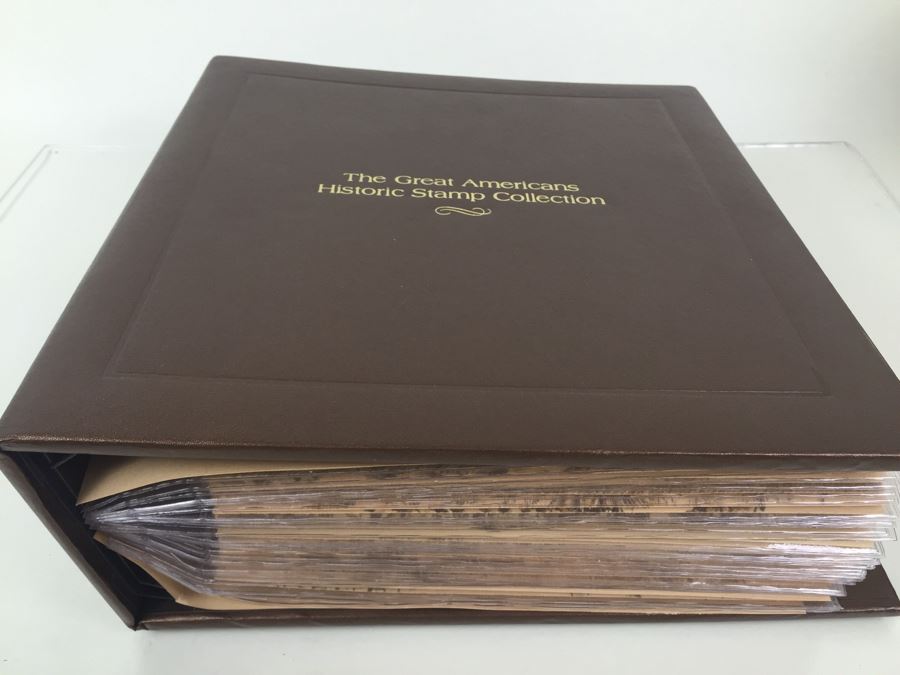 The Great Americans
Historic Stamp Collection